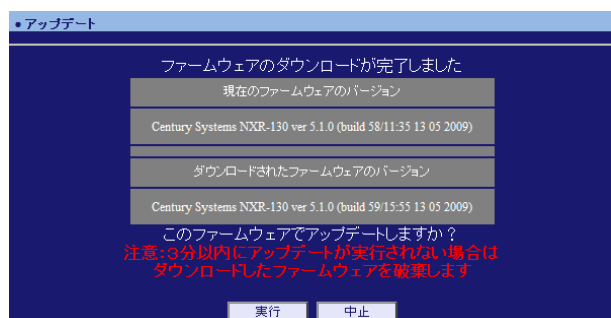 •アップデート
ファームウェアのダウンロードが完了しました
現在のファームウェアのバージョン
Century Systems NXR-130 ver 5.1.0 (build 58/11:35 13 05 2009)
ダウンロードされたファームウェアのバージョン
Century Systems NXR-130 ver 5.1.0 (build 59/15:55 13 05 2009)
このファームウェアでアップデートしますか？
注意:３分以内にアップデートが実行されない場合は
ダウンロードしたファームウェアを破棄します
実行 中止